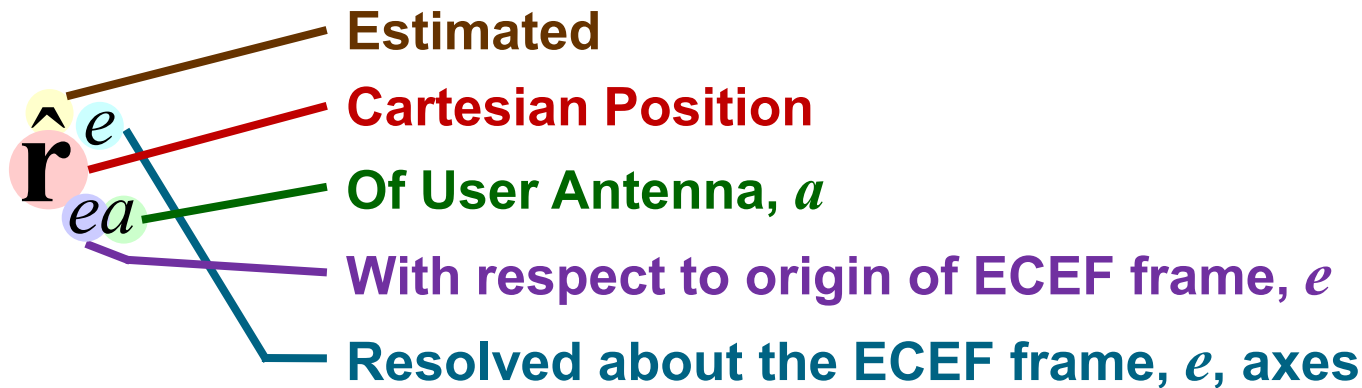 Estimated
Cartesian Position
r̂ e ea
Of User Antenna, a
With respect to origin of ECEF frame, e
Resolved about the ECEF frame, e, axes